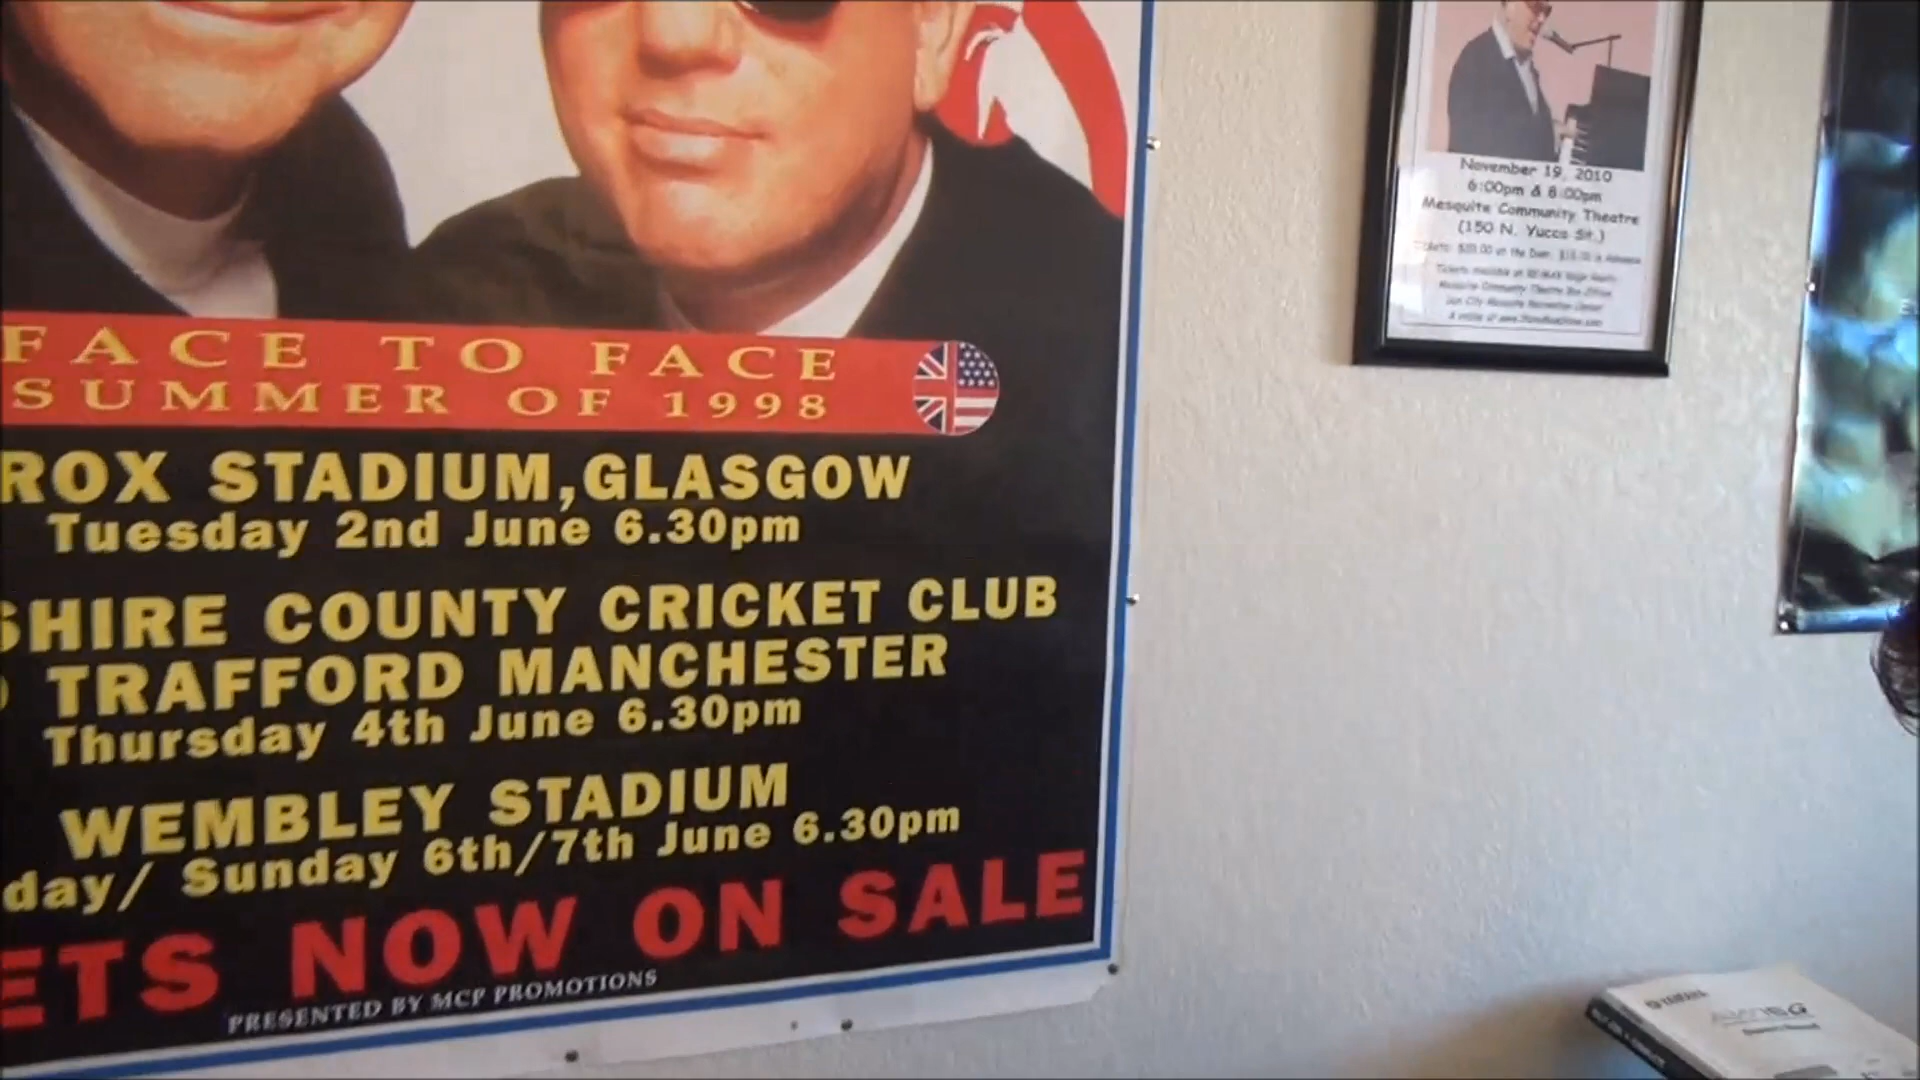 FACE TO FACE
SUMMER OF 1998
ROX STADIUM,GLASGOW
Tuesday 2nd June 6.30pm
SHIRE COUNTY CRICKET CLUB
TRAFFORD MANCHESTER
Thursday 4th June 6.30pm
WEMBLEY STADIUM
day/ Sunday 6th/7th June 6.30pm
ETS NOW ON SALE
PRESENTED BY MCP PROMOTIONS
November 19, 2010
6:00pm & 8:00pm
Mesquite Community Theatre
(150 N. Yucca St.)
YAMAHA